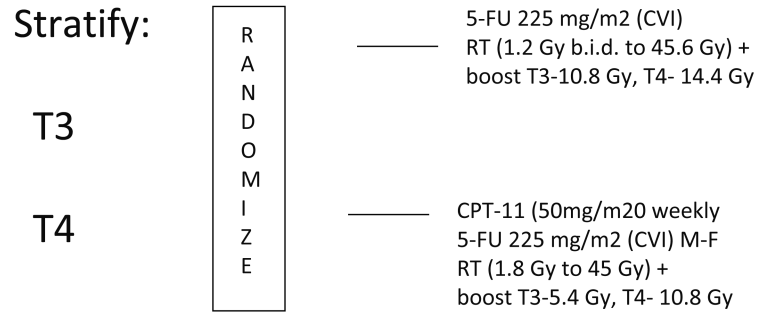 Stratify:
T3
T4
R
A
N
D
O
M
I
Z
E
5-FU 225 mg/m2 (CVI)
RT (1.2 Gy b.i.d. to 45.6 Gy) +
boost T3-10.8 Gy, T4- 14.4 Gy
CPT-11 (50mg/m20 weekly
5-FU 225 mg/m2 (CVI) M-F
RT (1.8 Gy to 45 Gy) +
boost T3-5.4 Gy, T4- 10.8 Gy